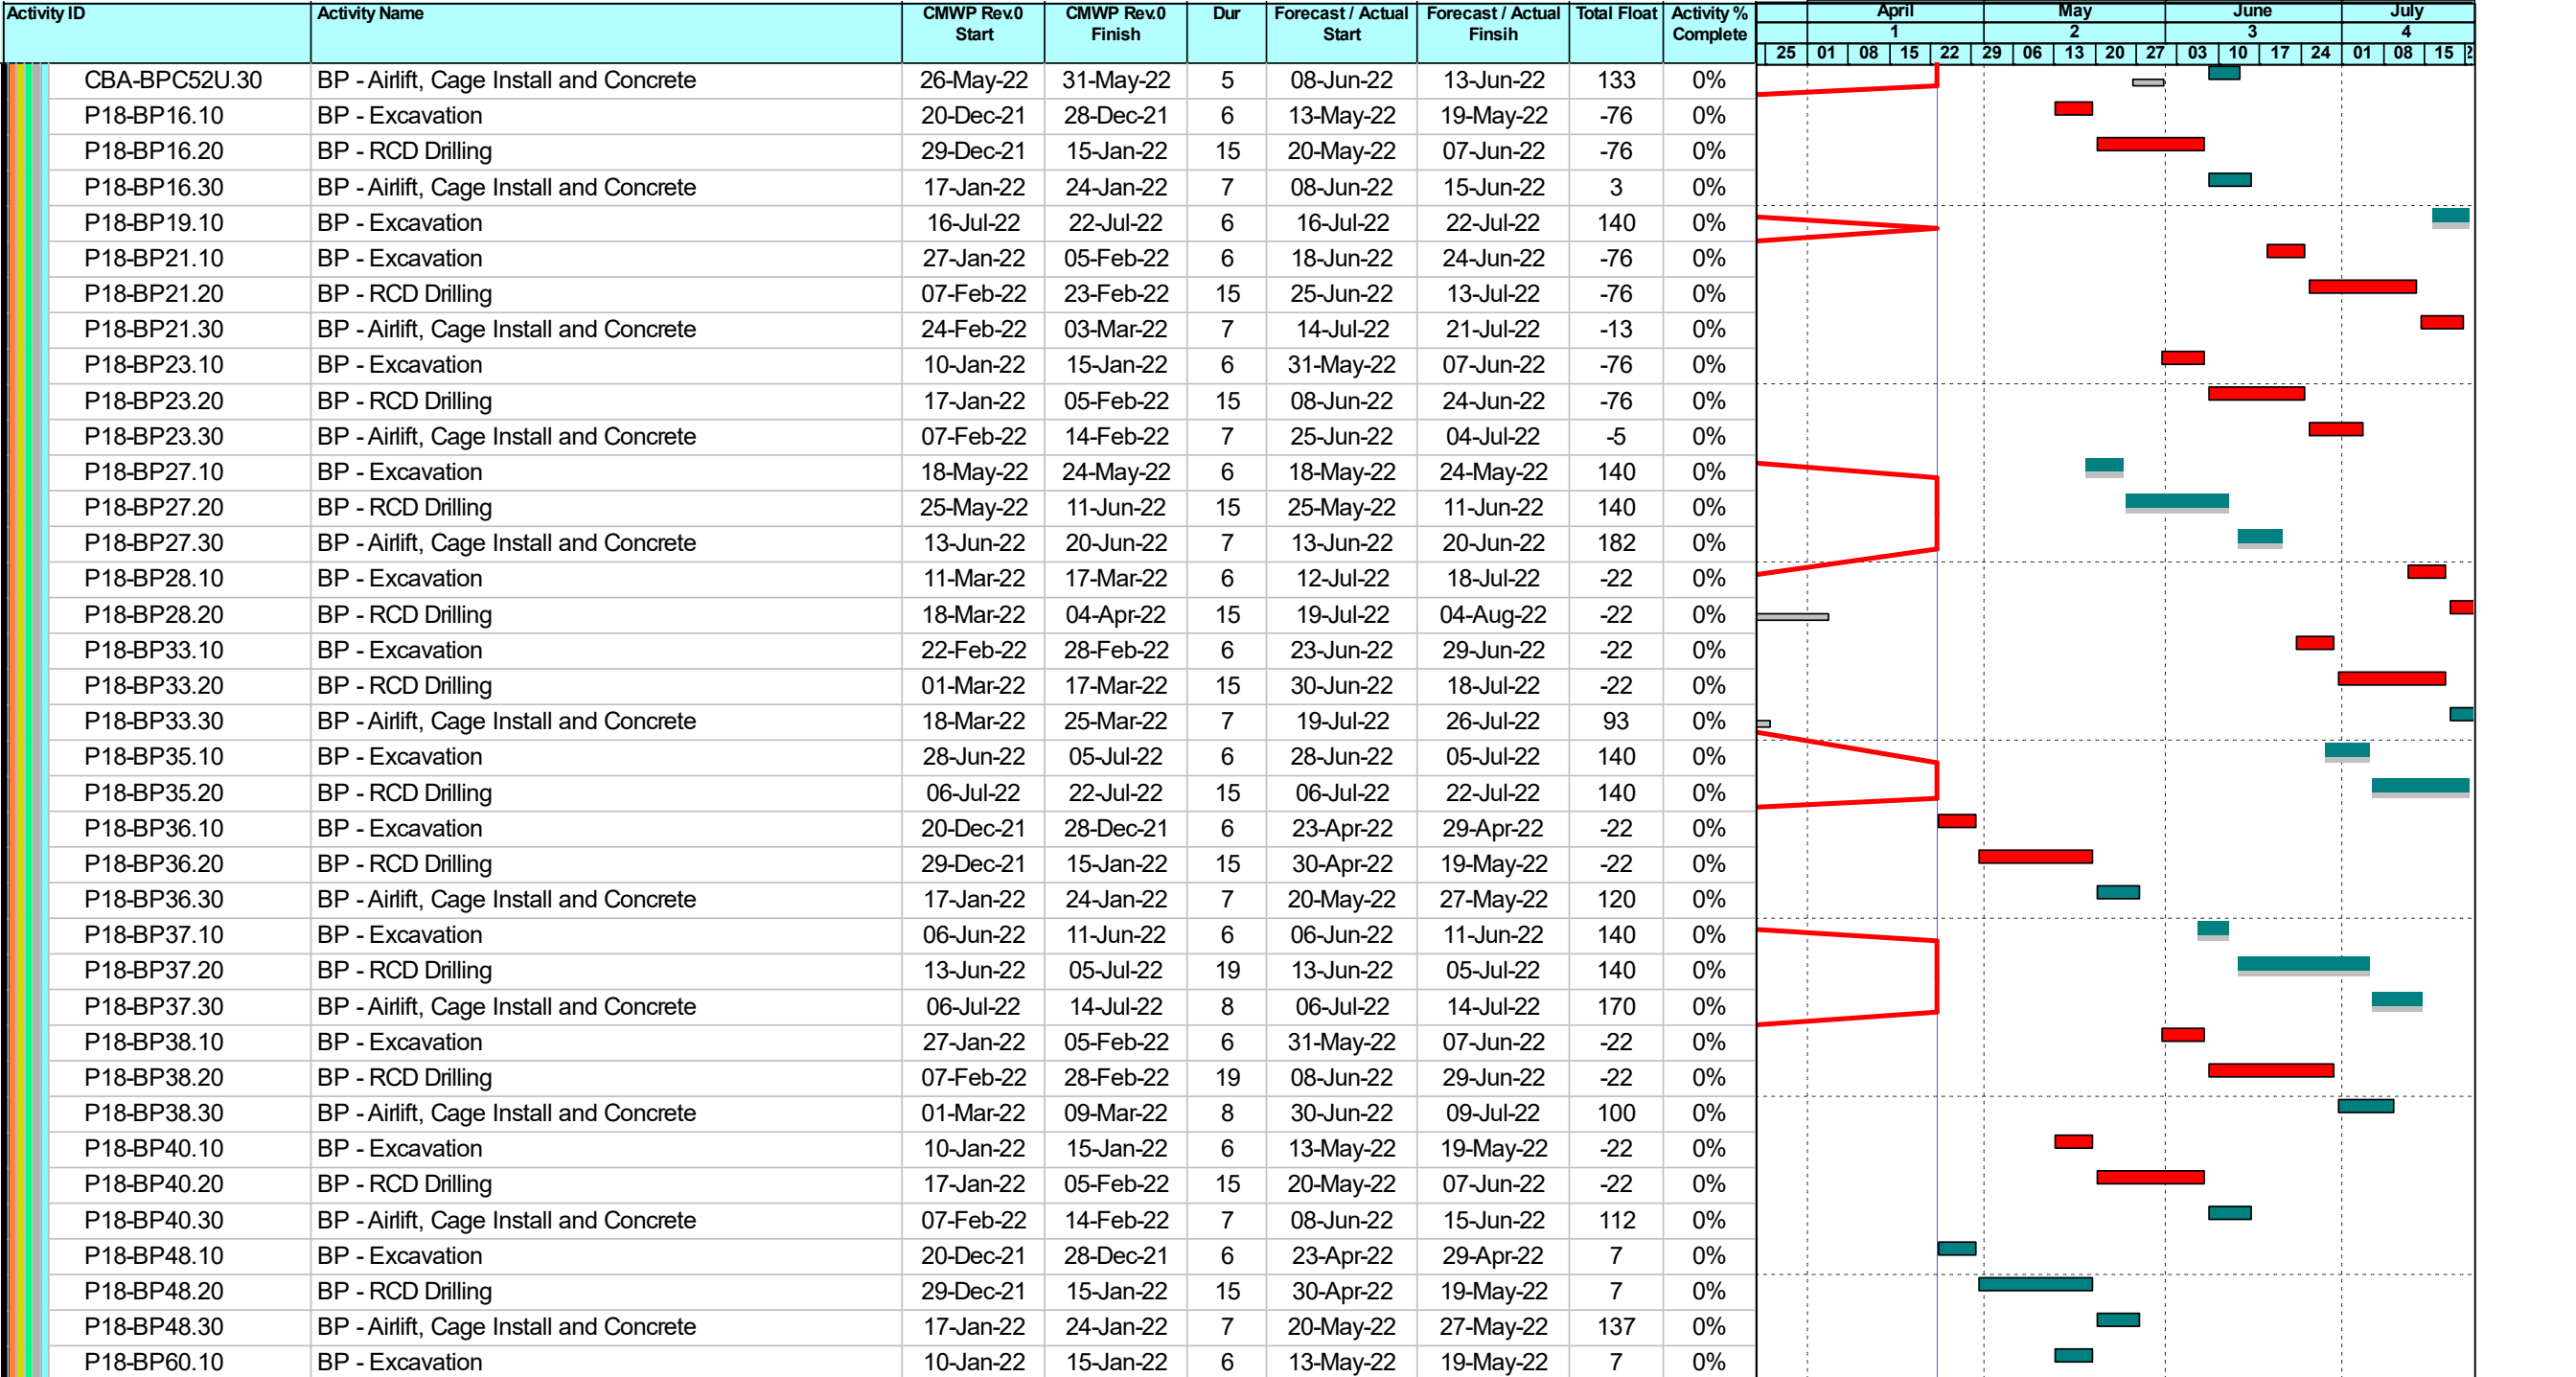 Activity ID Activity Name CMWP Rev.0 CMWP Rev.0 Dur Forecast / Actual Forecast / Actual Total Float Activity % April May June July
Start Finish Start Finsih Complete 1 2 3 4
25 01 08 15 22 29 06 13 20 27 03 10 17 24 01 08 15
CBA-BPC52U.30 BP - Airlift, Cage Install and Concrete 26-May-22 31-May-22 5 08-Jun-22 13-Jun-22 133 0%
P18-BP16.10 BP - Excavation 20-Dec-21 28-Dec-21 6 13-May-22 19-May-22 -76 0%
P18-BP16.20 BP - RCD Drilling 29-Dec-21 15-Jan-22 15 20-May-22 07-Jun-22 -76 0%
P18-BP16.30 BP - Airlift, Cage Install and Concrete 17-Jan-22 24-Jan-22 7 08-Jun-22 15-Jun-22 3 0%
P18-BP19.10 BP - Excavation 16-Jul-22 22-Jul-22 6 16-Jul-22 22-Jul-22 140 0%
P18-BP21.10 BP - Excavation 27-Jan-22 05-Feb-22 6 18-Jun-22 24-Jun-22 -76 0%
P18-BP21.20 BP - RCD Drilling 07-Feb-22 23-Feb-22 15 25-Jun-22 13-Jul-22 -76 0%
P18-BP21.30 BP - Airlift, Cage Install and Concrete 24-Feb-22 03-Mar-22 7 14-Jul-22 21-Jul-22 -13 0%
P18-BP23.10 BP - Excavation 10-Jan-22 15-Jan-22 6 31-May-22 07-Jun-22 -76 0%
P18-BP23.20 BP - RCD Drilling 17-Jan-22 05-Feb-22 15 08-Jun-22 24-Jun-22 -76 0%
P18-BP23.30 BP - Airlift, Cage Install and Concrete 07-Feb-22 14-Feb-22 7 25-Jun-22 04-Jul-22 -5 0%
P18-BP27.10 BP - Excavation 18-May-22 24-May-22 6 18-May-22 24-May-22 140 0%
P18-BP27.20 BP - RCD Drilling 25-May-22 11-Jun-22 15 25-May-22 11-Jun-22 140 0%
P18-BP27.30 BP - Airlift, Cage Install and Concrete 13-Jun-22 20-Jun-22 7 13-Jun-22 20-Jun-22 182 0%
P18-BP28.10 BP - Excavation 11-Mar-22 17-Mar-22 6 12-Jul-22 18-Jul-22 -22 0%
P18-BP28.20 BP - RCD Drilling 18-Mar-22 04-Apr-22 15 19-Jul-22 04-Aug-22 -22 0%
P18-BP33.10 BP - Excavation 22-Feb-22 28-Feb-22 6 23-Jun-22 29-Jun-22 -22 0%
P18-BP33.20 BP - RCD Drilling 01-Mar-22 17-Mar-22 15 30-Jun-22 18-Jul-22 -22 0%
P18-BP33.30 BP - Airlift, Cage Install and Concrete 18-Mar-22 25-Mar-22 7 19-Jul-22 26-Jul-22 93 0%
P18-BP35.10 BP - Excavation 28-Jun-22 05-Jul-22 6 28-Jun-22 05-Jul-22 140 0%
P18-BP35.20 BP - RCD Drilling 06-Jul-22 22-Jul-22 15 06-Jul-22 22-Jul-22 140 0%
P18-BP36.10 BP - Excavation 20-Dec-21 28-Dec-21 6 23-Apr-22 29-Apr-22 -22 0%
P18-BP36.20 BP - RCD Drilling 29-Dec-21 15-Jan-22 15 30-Apr-22 19-May-22 -22 0%
P18-BP36.30 BP - Airlift, Cage Install and Concrete 17-Jan-22 24-Jan-22 7 20-May-22 27-May-22 120 0%
P18-BP37.10 BP - Excavation 06-Jun-22 11-Jun-22 6 06-Jun-22 11-Jun-22 140 0%
P18-BP37.20 BP - RCD Drilling 13-Jun-22 05-Jul-22 19 13-Jun-22 05-Jul-22 140 0%
P18-BP37.30 BP - Airlift, Cage Install and Concrete 06-Jul-22 14-Jul-22 8 06-Jul-22 14-Jul-22 170 0%
P18-BP38.10 BP - Excavation 27-Jan-22 05-Feb-22 6 31-May-22 07-Jun-22 -22 0%
P18-BP38.20 BP - RCD Drilling 07-Feb-22 28-Feb-22 19 08-Jun-22 29-Jun-22 -22 0%
P18-BP38.30 BP - Airlift, Cage Install and Concrete 01-Mar-22 09-Mar-22 8 30-Jun-22 09-Jul-22 100 0%
P18-BP40.10 BP - Excavation 10-Jan-22 15-Jan-22 6 13-May-22 19-May-22 -22 0%
P18-BP40.20 BP - RCD Drilling 17-Jan-22 05-Feb-22 15 20-May-22 07-Jun-22 -22 0%
P18-BP40.30 BP - Airlift, Cage Install and Concrete 07-Feb-22 14-Feb-22 7 08-Jun-22 15-Jun-22 112 0%
P18-BP48.10 BP - Excavation 20-Dec-21 28-Dec-21 6 23-Apr-22 29-Apr-22 7 0%
P18-BP48.20 BP - RCD Drilling 29-Dec-21 15-Jan-22 15 30-Apr-22 19-May-22 7 0%
P18-BP48.30 BP - Airlift, Cage Install and Concrete 17-Jan-22 24-Jan-22 7 20-May-22 27-May-22 137 0%
P18-BP60.10 BP - Excavation 10-Jan-22 15-Jan-22 6 13-May-22 19-May-22 7 0%